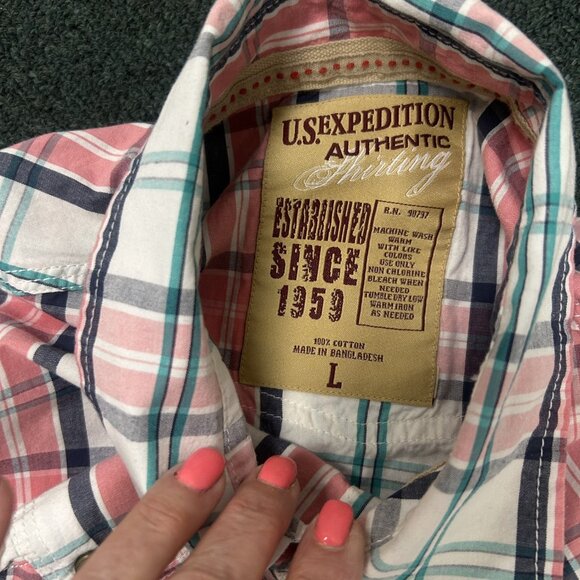 U.S. EXPEDITION
AUTHENTIC
Shirting
ESTABLISHED
SINCE
1959
R.N. 90797
MACHINE WASH
WARM
WITH LIKE
COLORS
USE ONLY
NON CHLORINE
BLEACH WHEN
NEEDED
TUMBLE DRY LOW
WARM IRON
AS NEEDED
100% COTTON
MADE IN BANGLADESH
L